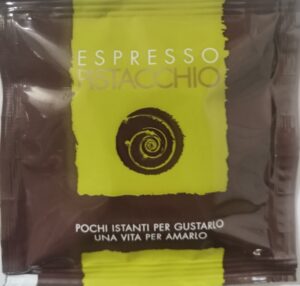 ESPRESSO
PISTACCHIO
POCHI ISTANTI PER GUSTARLO
UNA VITA PER AMARLO